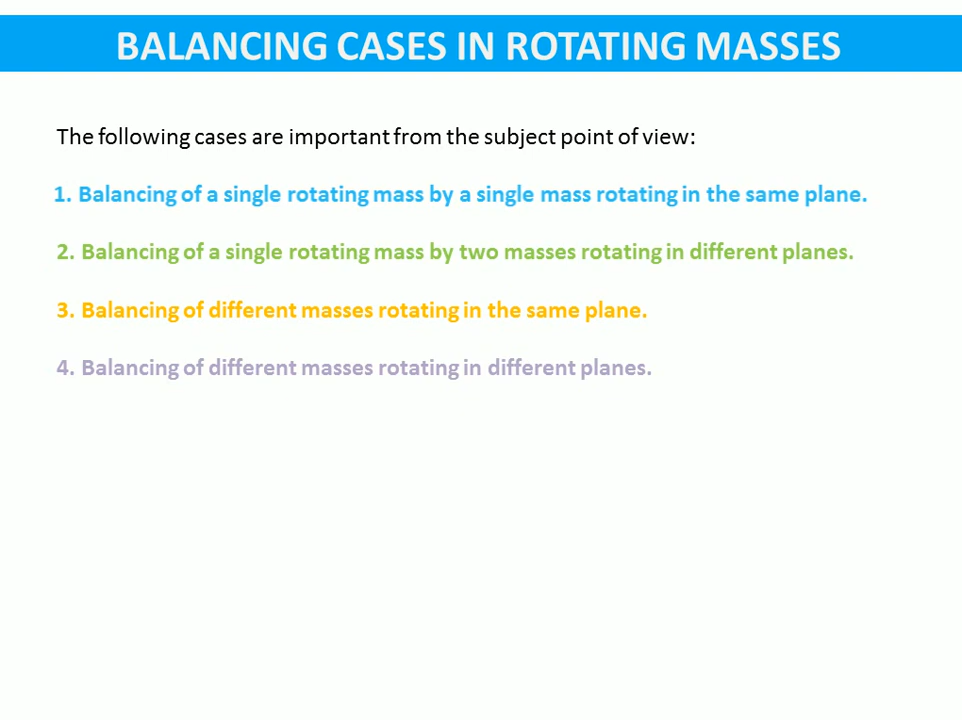 BALANCING CASES IN ROTATING MASSES
The following cases are important from the subject point of view:
1. Balancing of a single rotating mass by a single mass rotating in the same plane.
2. Balancing of a single rotating mass by two masses rotating in different planes.
3. Balancing of different masses rotating in the same plane.
4. Balancing of different masses rotating in different planes.